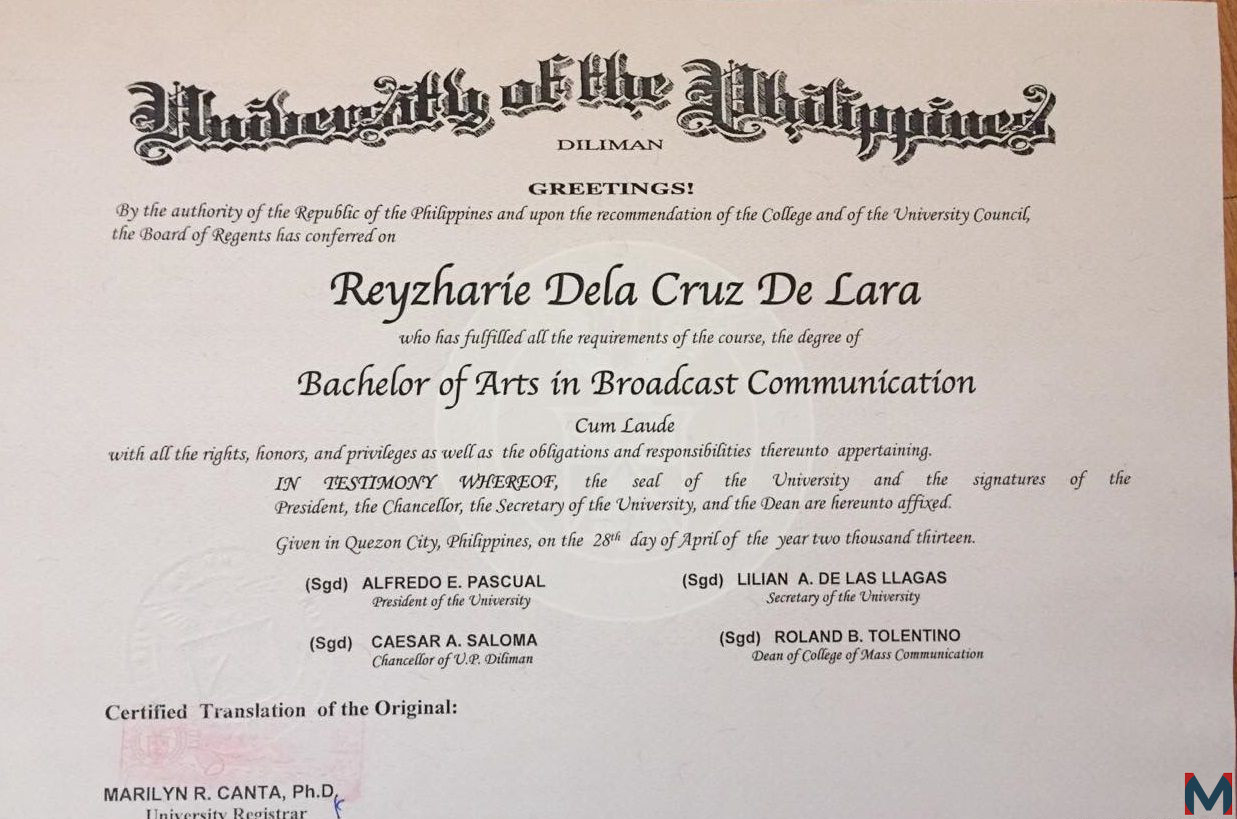 University of the Philippines
DILIMAN
GREETINGS!
By the authority of the Republic of the Philippines and upon the recommendation of the College and of the University Council,
the Board of Regents has conferred on
Reyzharie Dela Cruz De Lara
who has fulfilled all the requirements of the course, the degree of
Bachelor of Arts in Broadcast Communication
Cum Laude
with all the rights, honors, and privileges as well as the obligations and responsibilities thereunto appertaining.
IN TESTIMONY WHEREOF, the seal of the University and the signatures of the
President, the Chancellor, the Secretary of the University, and the Dean are hereunto affixed.
Given in Quezon City, Philippines, on the 28th day of April of the year two thousand thirteen.
(Sgd) ALFREDO E. PASCUAL
President of the University
(Sgd) LILIAN A. DE LAS LLAGAS
Secretary of the University
(Sgd) CAESAR A. SALOMA
Chancellor of U.P. Diliman
(Sgd) ROLAND B. TOLENTINO
Dean of College of Mass Communication
Certified Translation of the Original:
MARILYN R. CANTA, Ph.D.
University Registrar
M